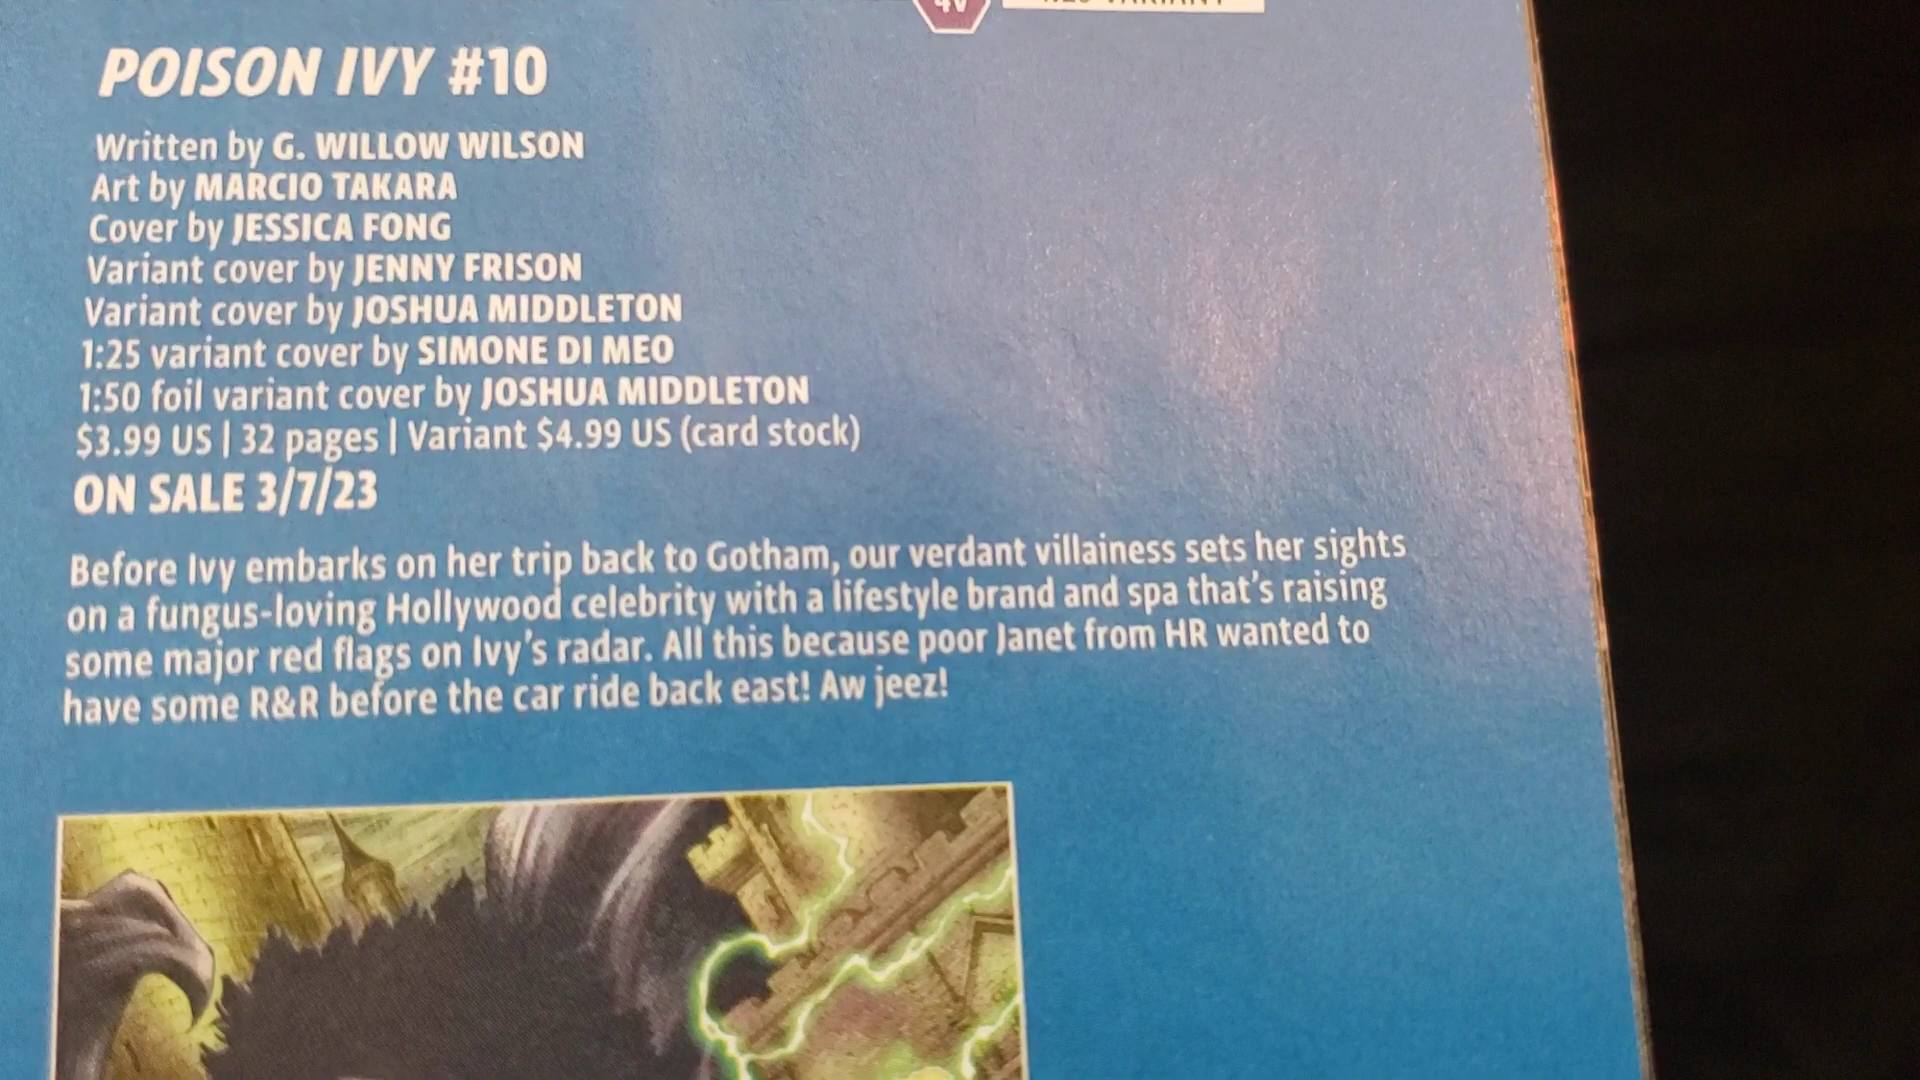 4V
1:25 VARIANT
POISON IVY #10
Written by G. WILLOW WILSON
Art by MARCIO TAKARA
Cover by JESSICA FONG
Variant cover by JENNY FRISON
Variant cover by JOSHUA MIDDLETON
1:25 variant cover by SIMONE DI MEO
1:50 foil variant cover by JOSHUA MIDDLETON
$3.99 US | 32 pages | Variant $4.99 US (card stock)
ON SALE 3/7/23
Before Ivy embarks on her trip back to Gotham, our verdant villainess sets her sights
on a fungus-loving Hollywood celebrity with a lifestyle brand and spa that's raising
some major red flags on Ivy's radar. All this because poor Janet from HR wanted to
have some R&R before the car ride back east! Aw jeez!